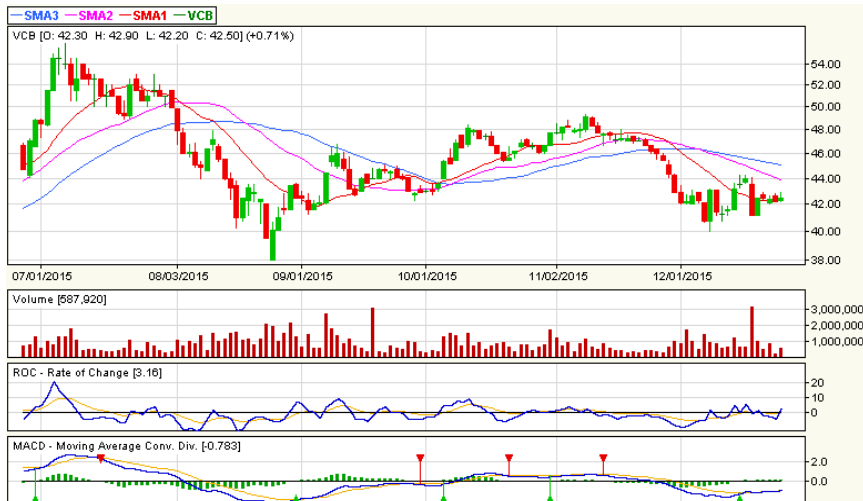 SMA3 SMA2 SMA1 VCB
VCB [O: 42.30 H: 42.90 L: 42.20 C: 42.50] (+0.71%)
54.00
52.00
50.00
48.00
46.00
44.00
42.00
40.00
38.00
07/01/2015 08/03/2015 09/01/2015 10/01/2015 11/02/2015 12/01/2015
Volume [587,920]
3,000,000
2,000,000
1,000,000
ROC - Rate of Change [3.16]
20
10
0
MACD - Moving Average Conv. Div. [-0.783]
2.0
0.0